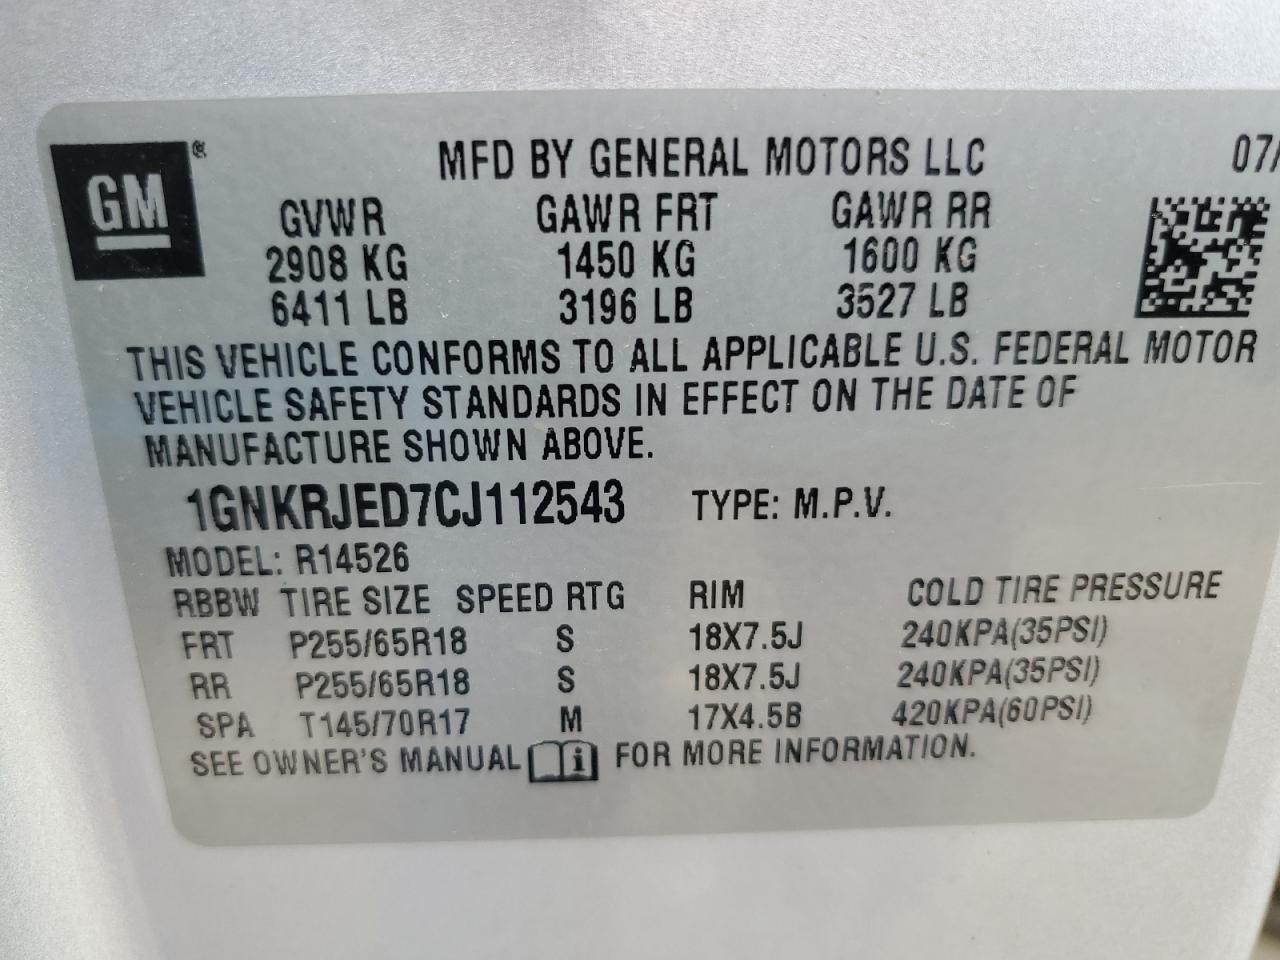 GM ®
MFD BY GENERAL MOTORS LLC 07/
GVWR GAWR FRT GAWR RR
2908 KG 1450 KG 1600 KG
6411 LB 3196 LB 3527 LB
THIS VEHICLE CONFORMS TO ALL APPLICABLE U.S. FEDERAL MOTOR
VEHICLE SAFETY STANDARDS IN EFFECT ON THE DATE OF
MANUFACTURE SHOWN ABOVE.
1GNKRJED7CJ112543 TYPE: M.P.V.
MODEL: R14526
RBBW TIRE SIZE SPEED RTG RIM COLD TIRE PRESSURE
FRT P255/65R18 S 18X7.5J 240KPA(35PSI)
RR P255/65R18 S 18X7.5J 240KPA(35PSI)
SPA T145/70R17 M 17X4.5B 420KPA(60PSI)
SEE OWNER'S MANUAL i FOR MORE INFORMATION.